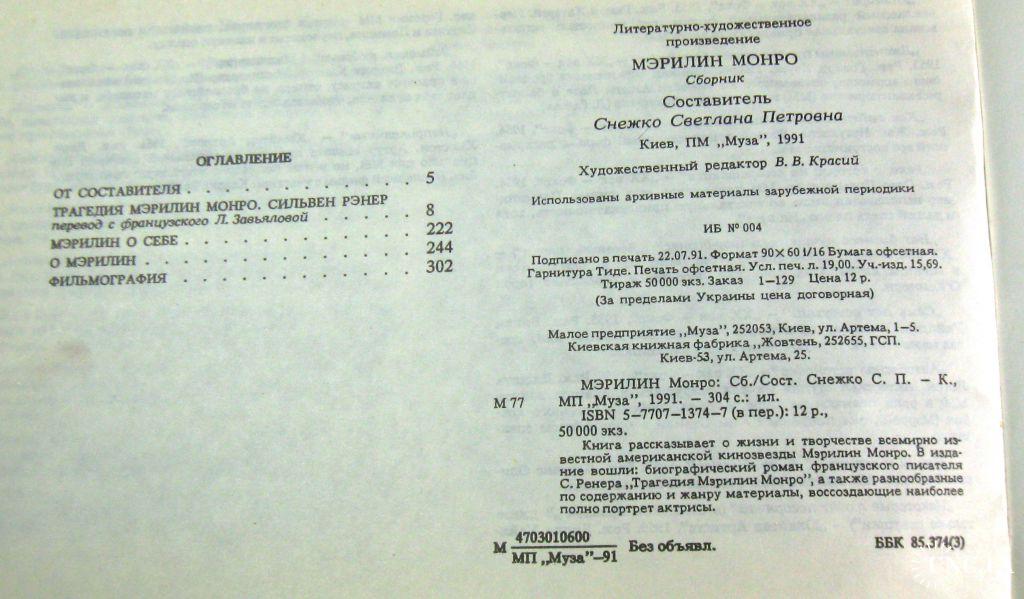 ОГЛАВЛЕНИЕ
ОТ СОСТАВИТЕЛЯ . . . . . . . . . . . . . 5
ТРАГЕДИЯ МЭРИЛИН МОНРО. СИЛЬВЕН РЭНЕР
перевод с французского Л. Завьяловой . . . . . 8
МЭРИЛИН О СЕБЕ . . . . . . . . . . . . . 222
О МЭРИЛИН . . . . . . . . . . . . . . . 244
ФИЛЬМОГРАФИЯ . . . . . . . . . . . . . 302
Литературно-художественное
произведение
МЭРИЛИН МОНРО
Сборник
Составитель
Снежко Светлана Петровна
Киев, ПМ „Муза", 1991
Художественный редактор В. В. Красий
Использованы архивные материалы зарубежной периодики
ИБ № 004
Подписано в печать 22.07.91. Формат 90×60 1/16 Бумага офсетная.
Гарнитура Тиде. Печать офсетная. Усл. печ. л. 19,00. Уч.-изд. 15,69.
Тираж 50 000 экз. Заказ 1–129 Цена 12 р.
(За пределами Украины цена договорная)
Малое предприятие „Муза", 252053, Киев, ул. Артема, 1–5.
Киевская книжная фабрика „Жовтень, 252655, ГСП.
Киев-53, ул. Артема, 25.
МЭРИЛИН Монро: Сб./Сост. Снежко С. П. – К.,
М 77 МП „Муза", 1991. – 304 с.: ил.
ISBN 5–7707–1374–7 (в пер.): 12 р.,
50 000 экз.
Книга рассказывает о жизни и творчестве всемирно из-
вестной американской кинозвезды Мэрилин Монро. В изда-
ние вошли: биографический роман французского писателя
С. Ренера „Трагедия Мэрилин Монро", а также разнообразные
по содержанию и жанру материалы, воссоздающие наиболее
полно портрет актрисы.
М 4703010600
МП „Муза"–91 Без объявл. ББК 85.374(3)